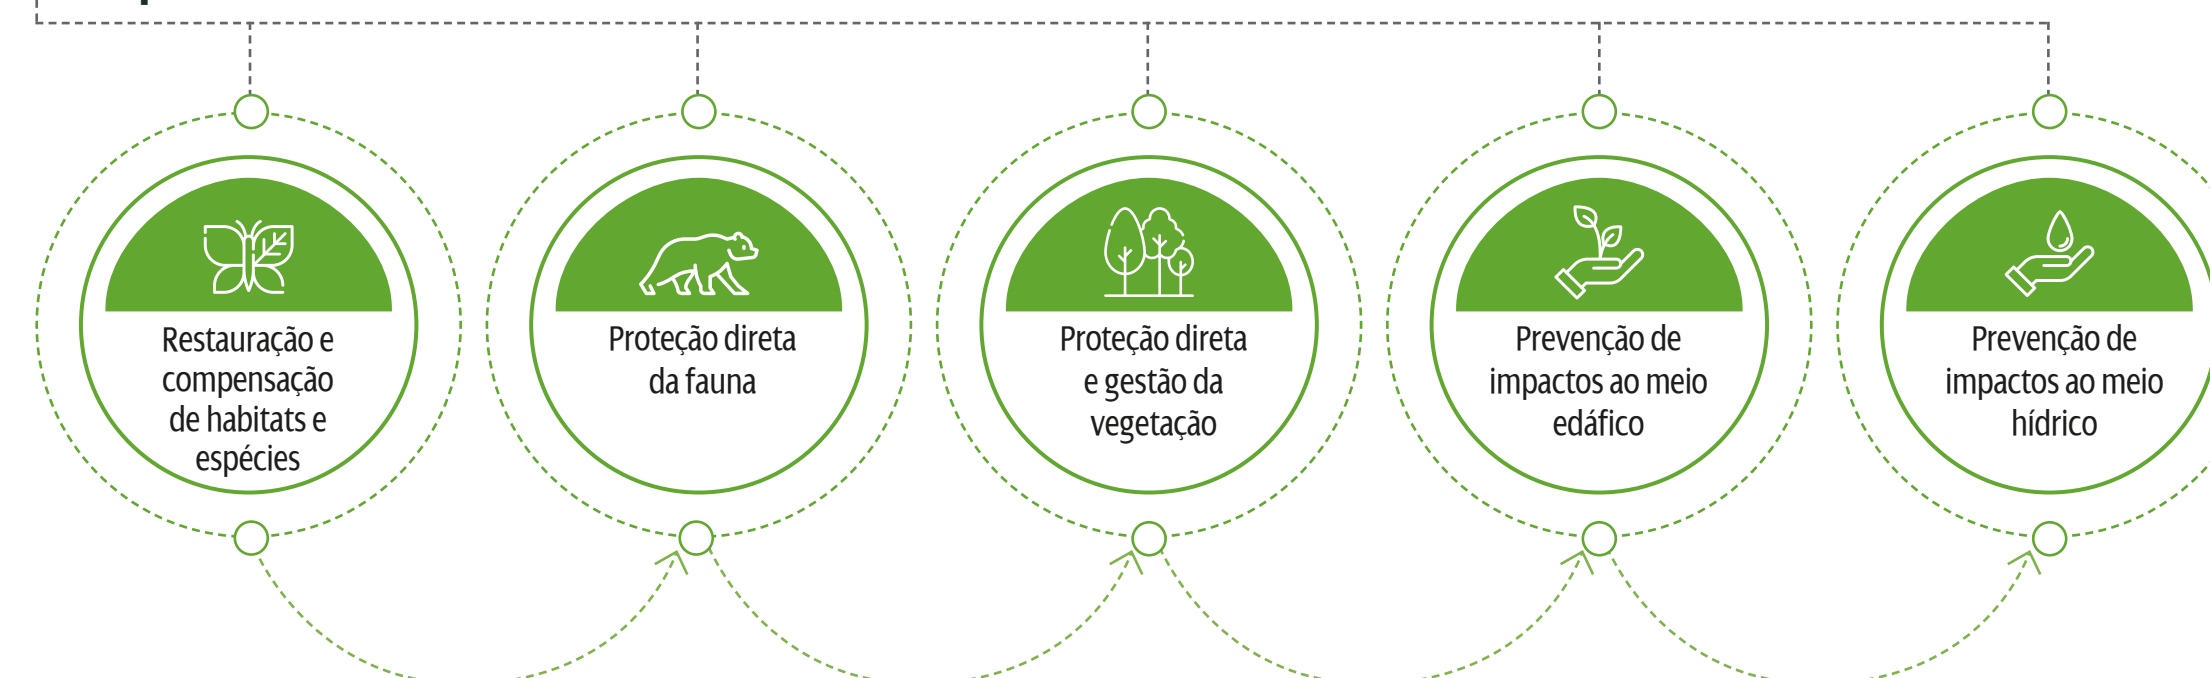 Restauração e
compensação
de habitats e
espécies
Proteção direta
da fauna
Proteção direta
e gestão da
vegetação
Prevenção de
impactos ao meio
edáfico
Prevenção de
impactos ao meio
hídrico